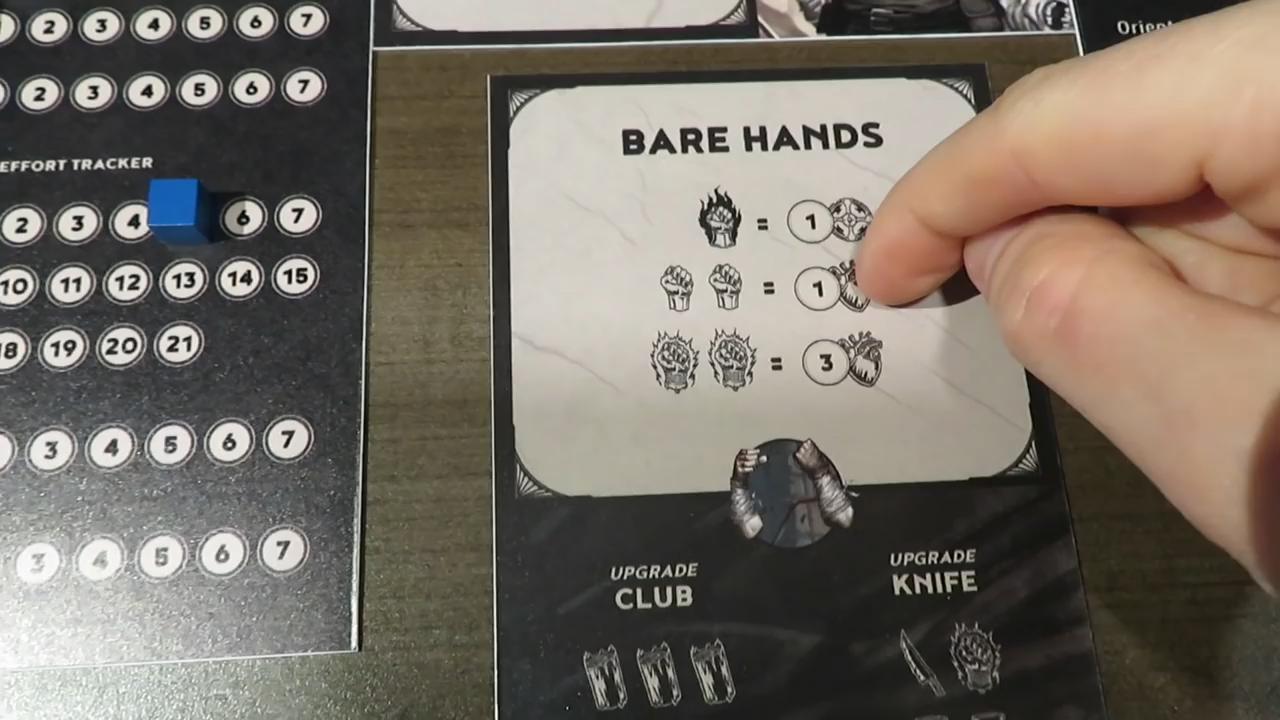 2 3 4 5 6 7
2 3 4 5 6 7
EFFORT TRACKER
2 3 4 6 7
10 11 12 13 14 15
18 19 20 21
3 4 5 6 7
3 4 5 6 7
BARE HANDS
= 1
= 1
= 3
UPGRADE
CLUB
UPGRADE
KNIFE